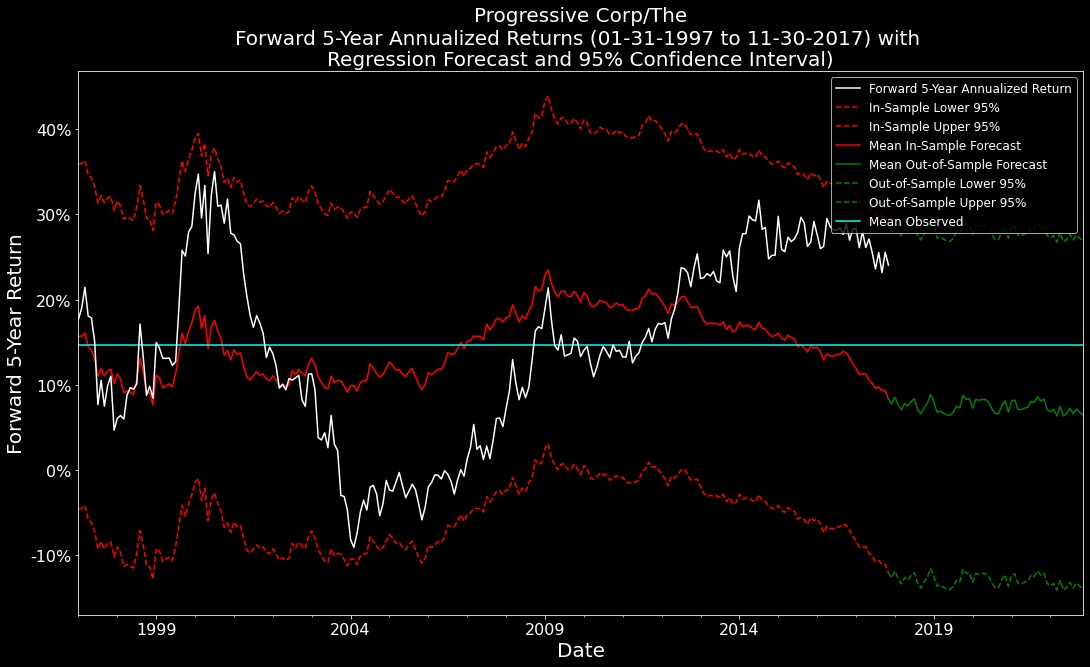 Progressive Corp/The
Forward 5-Year Annualized Returns (01-31-1997 to 11-30-2017) with
Regression Forecast and 95% Confidence Interval)
Forward 5-Year Annualized Return
In-Sample Lower 95%
In-Sample Upper 95%
Mean In-Sample Forecast
Mean Out-of-Sample Forecast
Out-of-Sample Lower 95%
Out-of-Sample Upper 95%
Mean Observed
Forward 5-Year Return
40%
30%
20%
10%
0%
-10%
1999
2004
2009
2014
2019
Date